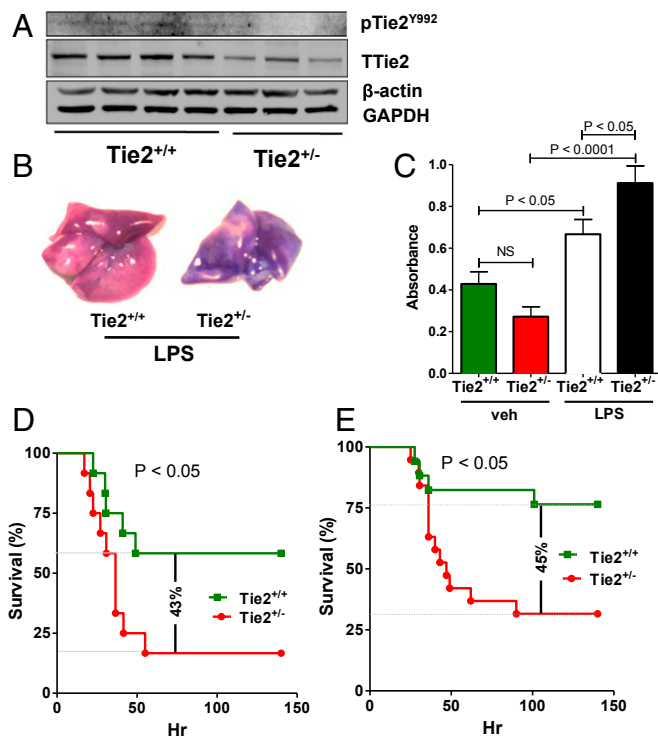 A
pTie2^Y992
TTie2
β-actin
GAPDH
Tie2+/+ Tie2+/-
B
Tie2+/+ Tie2+/-
LPS
C
P < 0.05
P < 0.0001
P < 0.05
NS
Absorbance
1.0
0.8
0.6
0.4
0.2
0.0
Tie2+/+ Tie2+/- Tie2+/+ Tie2+/-
veh LPS
D
P < 0.05
Survival (%)
100
75
50
25
0
43%
Tie2+/+
Tie2+/-
0 50 100 150
Hr
E
P < 0.05
Survival (%)
100
75
50
25
0
45%
Tie2+/+
Tie2+/-
0 50 100 150
Hr